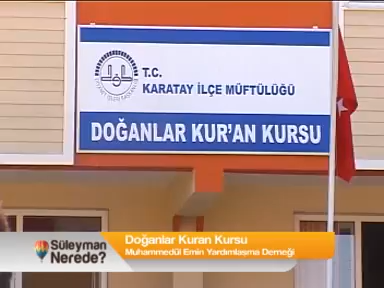 T.C.
KARATAY İLÇE MÜFTÜLÜĞÜ
DOĞANLAR KUR'AN KURSU
Süleyman
Nerede?
Doğanlar Kuran Kursu
Muhammedül Emin Yardımlaşma Derneği